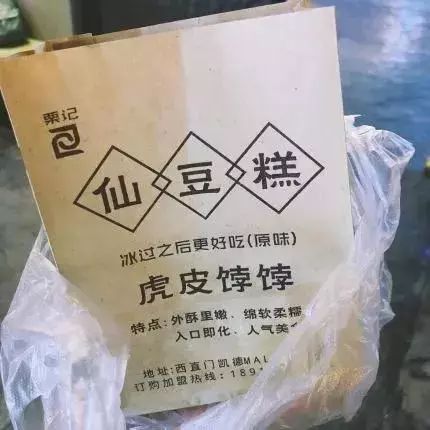 栗记
仙豆糕
冰过之后更好吃(原味)
虎皮饽饽
特点:外酥里嫩、绵软柔糯
入口即化、人气美
地址:西直门凯德MAL
订购加盟热线:189